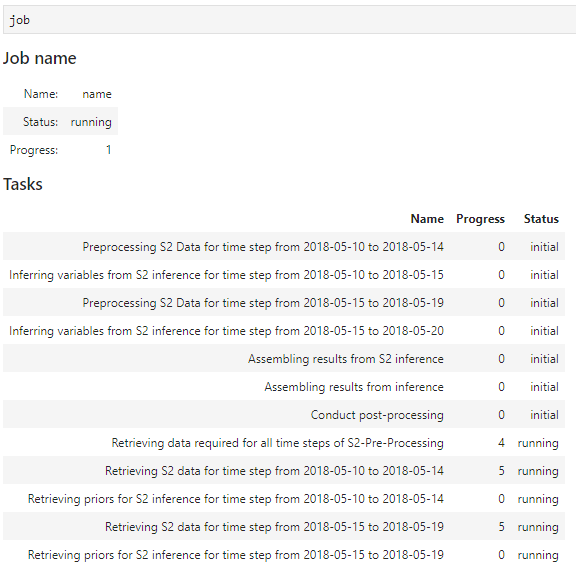 job
Job name
Name: name
Status: running
Progress: 1
Tasks
Name Progress Status
Preprocessing S2 Data for time step from 2018-05-10 to 2018-05-14 0 initial
Inferring variables from S2 inference for time step from 2018-05-10 to 2018-05-15 0 initial
Preprocessing S2 Data for time step from 2018-05-15 to 2018-05-19 0 initial
Inferring variables from S2 inference for time step from 2018-05-15 to 2018-05-20 0 initial
Assembling results from S2 inference 0 initial
Assembling results from inference 0 initial
Conduct post-processing 0 initial
Retrieving data required for all time steps of S2-Pre-Processing 4 running
Retrieving S2 data for time step from 2018-05-10 to 2018-05-14 5 running
Retrieving priors for S2 inference for time step from 2018-05-10 to 2018-05-14 0 running
Retrieving S2 data for time step from 2018-05-15 to 2018-05-19 5 running
Retrieving priors for S2 inference for time step from 2018-05-15 to 2018-05-19 0 running